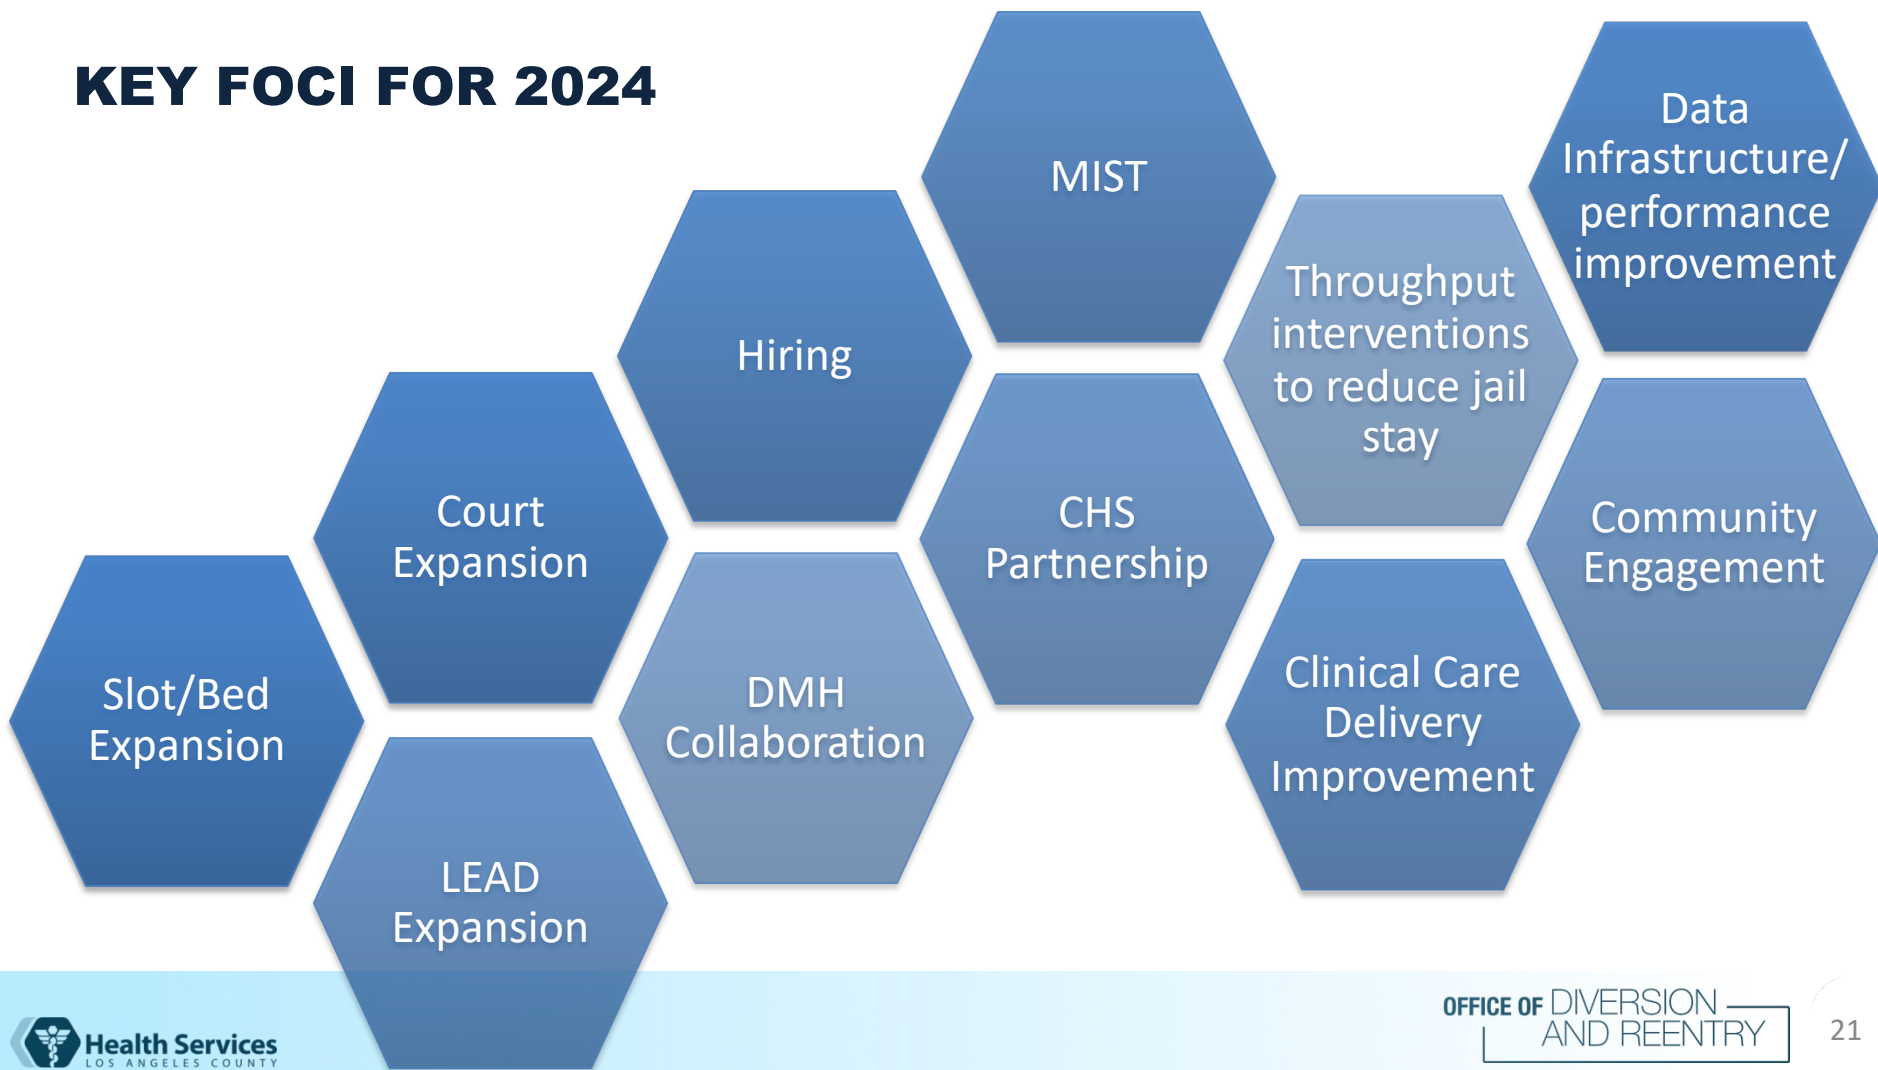 KEY FOCI FOR 2024
MIST
Data
Infrastructure/
performance
improvement
Hiring
Throughput
interventions
to reduce jail
stay
Court
Expansion
CHS
Partnership
Community
Engagement
Slot/Bed
Expansion
DMH
Collaboration
Clinical Care
Delivery
Improvement
LEAD
Expansion
Health Services
LOS ANGELES COUNTY
OFFICE OF DIVERSION
AND REENTRY
21